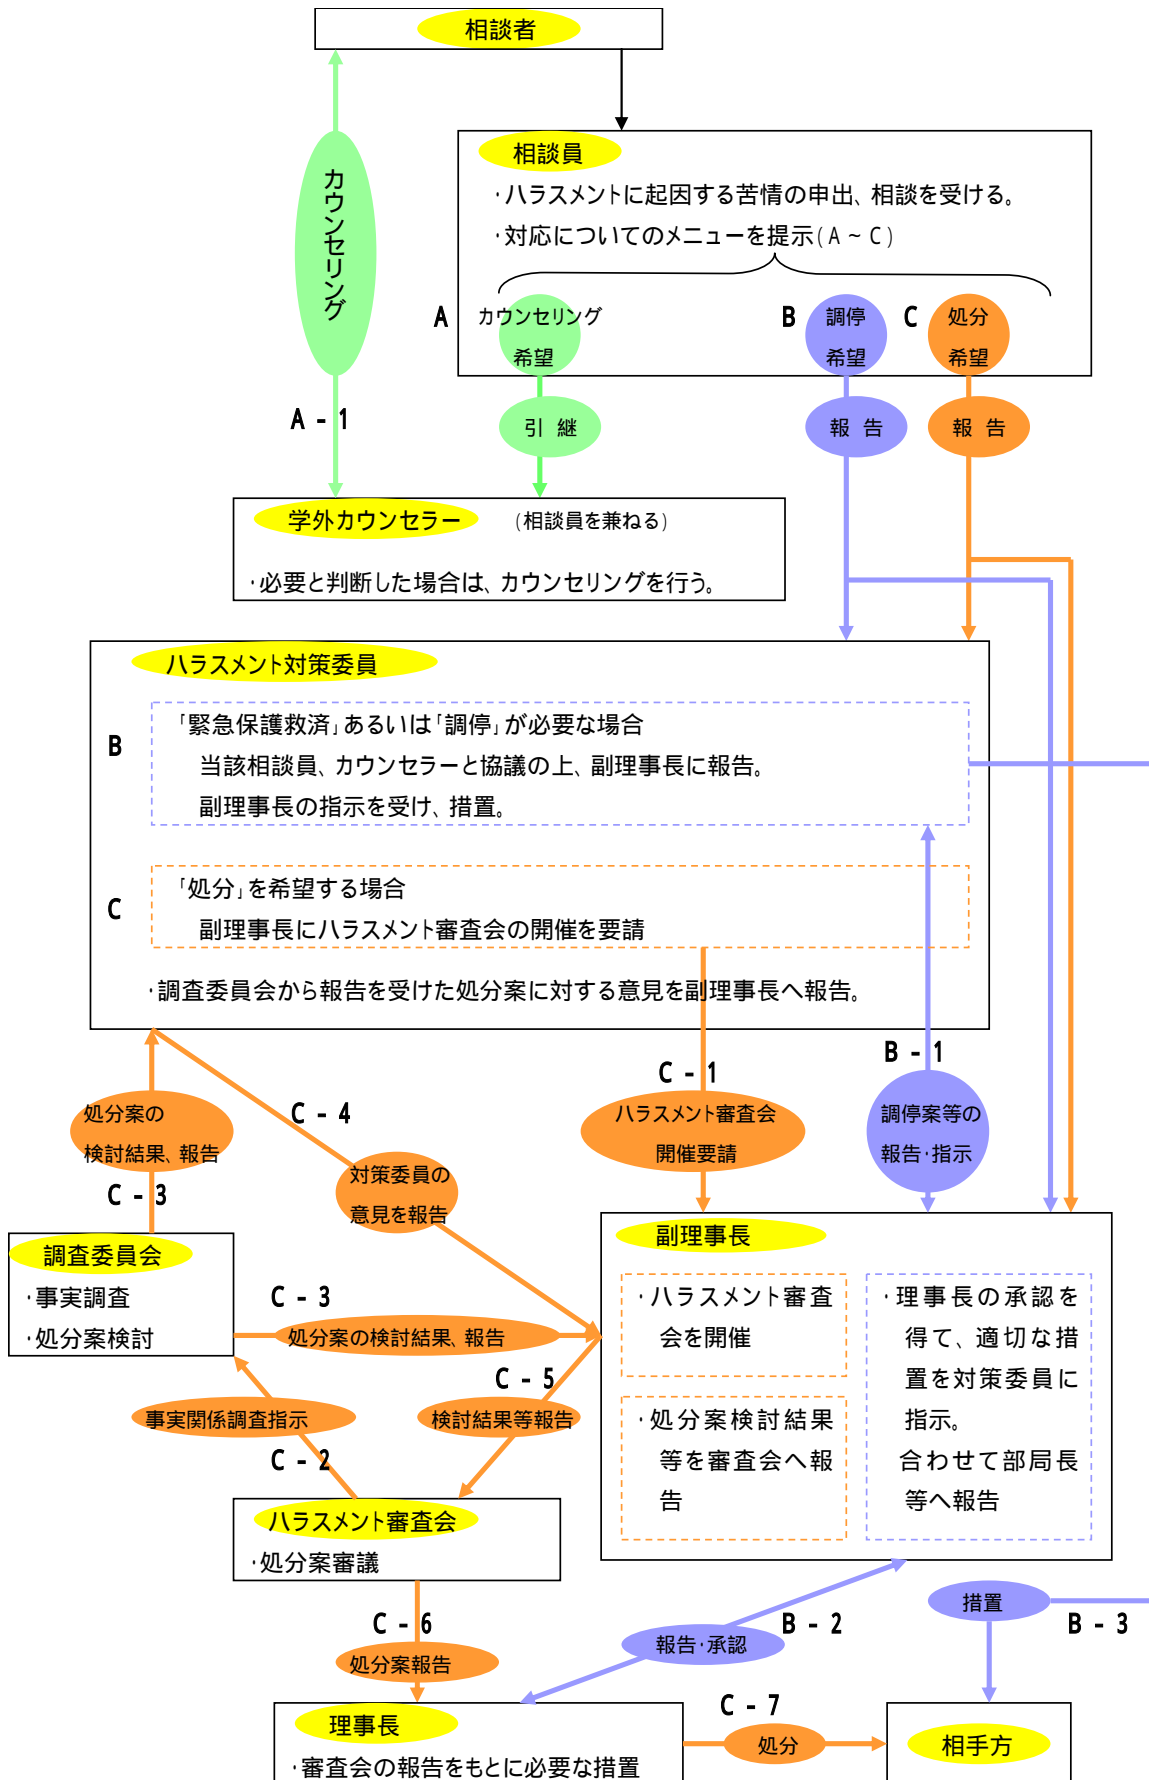 相談者
カウンセリング
相談員
・ハラスメントに起因する苦情の申出、相談を受ける。
・対応についてのメニューを提示(A～C)
A
カウンセリング
希望
B
調停
希望
C
処分
希望
A－1
引 継
報 告
報 告
学外カウンセラー (相談員を兼ねる)
・必要と判断した場合は、カウンセリングを行う。
ハラスメント対策委員
B
「緊急保護救済」あるいは「調停」が必要な場合
当該相談員、カウンセラーと協議の上、副理事長に報告。
副理事長の指示を受け、措置。
C
「処分」を希望する場合
副理事長にハラスメント審査会の開催を要請
・調査委員会から報告を受けた処分案に対する意見を副理事長へ報告。
B－1
C－1
処分案の
検討結果、報告
C－4
ハラスメント審査会
開催要請
調停案等の
報告・指示
対策委員の
意見を報告
C－3
調査委員会
・事実調査
・処分案検討
C－3
処分案の検討結果、報告
副理事長
・ハラスメント審査
会を開催
・処分案検討結果
等を審査会へ報
告
・理事長の承認を
得て、適切な措
置を対策委員に
指示。
合わせて部局長
等へ報告
C－5
事実関係調査指示
検討結果等報告
C－2
ハラスメント審査会
・処分案審議
C－6
処分案報告
報告・承認
B－2
措置
B－3
理事長
・審査会の報告をもとに必要な措置
C－7
処分
相手方